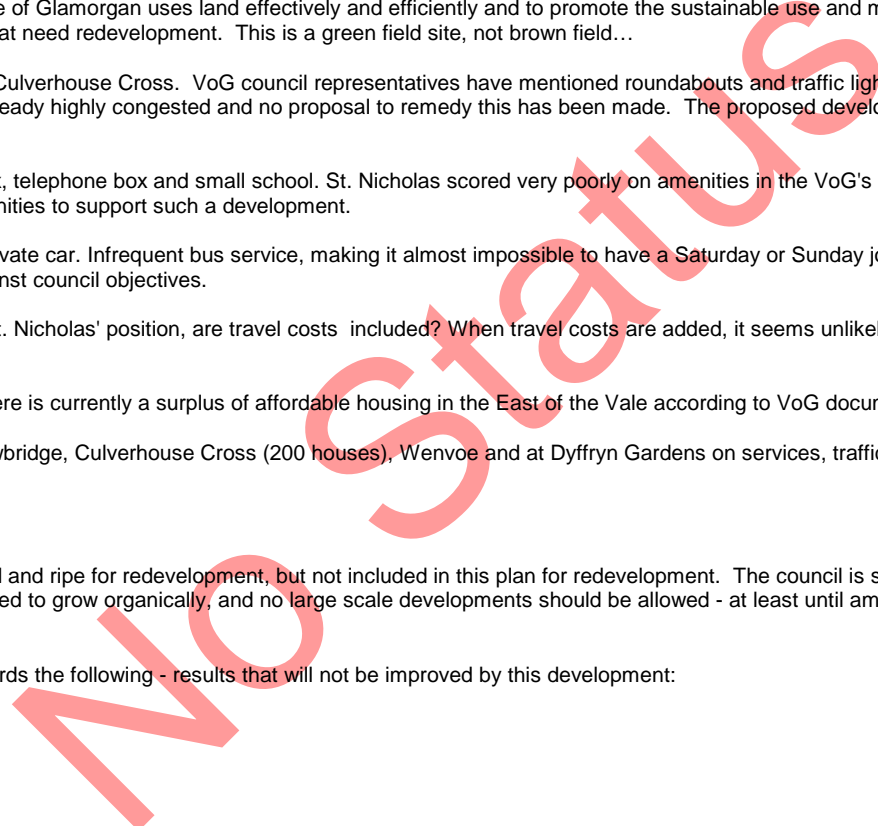 e of Glamorgan uses land effectively and efficiently and to promote the sustainable use and m
at need redevelopment. This is a green field site, not brown field…
Culverhouse Cross. VoG council representatives have mentioned roundabouts and traffic ligh
eady highly congested and no proposal to remedy this has been made. The proposed develo
, telephone box and small school. St. Nicholas scored very poorly on amenities in the VoG's
nities to support such a development.
vate car. Infrequent bus service, making it almost impossible to have a Saturday or Sunday jo
nst council objectives.
. Nicholas' position, are travel costs included? When travel costs are added, it seems unlikel
ere is currently a surplus of affordable housing in the East of the Vale according to VoG docu
wbridge, Culverhouse Cross (200 houses), Wenvoe and at Dyffryn Gardens on services, traffic
l and ripe for redevelopment, but not included in this plan for redevelopment. The council is s
ed to grow organically, and no large scale developments should be allowed - at least until am
rds the following - results that will not be improved by this development:
No Status